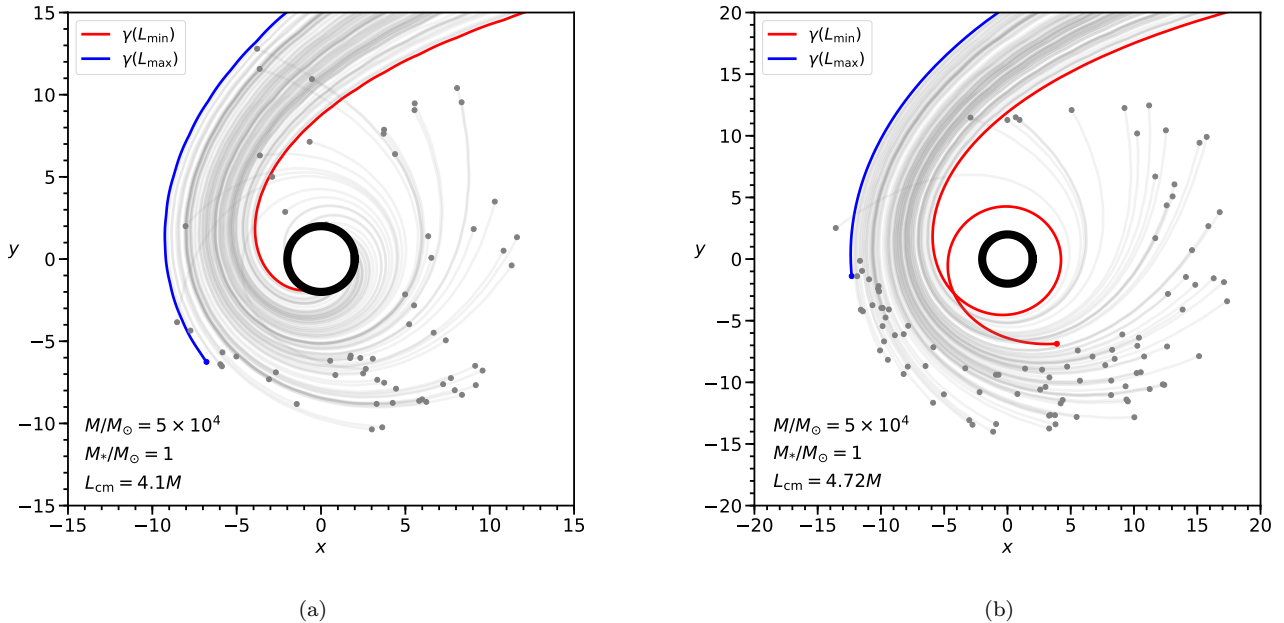 γ(L_min)
γ(L_max)
15
10
5
0
−5
−10
−15
y
M/M_⊙ = 5 × 10^4
M_*/M_⊙ = 1
L_cm = 4.1M
−15 −10 −5 0 5 10 15
x
(a)
γ(L_min)
γ(L_max)
20
15
10
5
0
−5
−10
−15
−20
y
M/M_⊙ = 5 × 10^4
M_*/M_⊙ = 1
L_cm = 4.72M
−20 −15 −10 −5 0 5 10 15 20
x
(b)